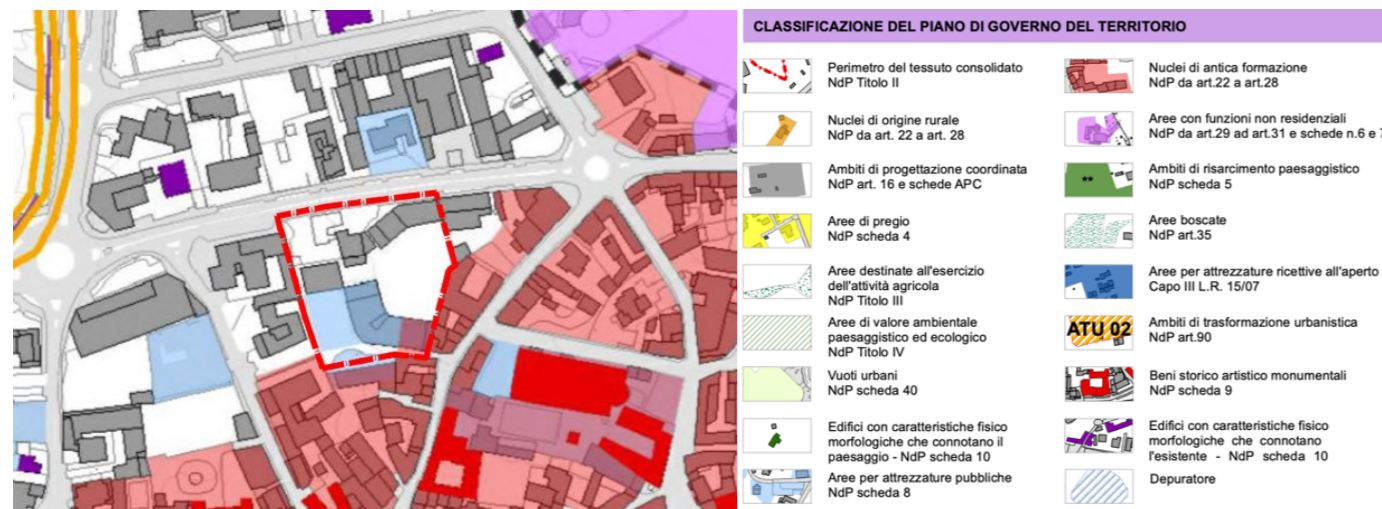 CLASSIFICAZIONE DEL PIANO DI GOVERNO DEL TERRITORIO
Perimetro del tessuto consolidato
NdP Titolo II
Nuclei di origine rurale
NdP da art. 22 a art. 28
Ambiti di progettazione coordinata
NdP art. 16 e schede APC
Aree di pregio
NdP scheda 4
Aree destinate all'esercizio
dell'attività agricola
NdP Titolo III
Aree di valore ambientale
paesaggistico ed ecologico
NdP Titolo IV
Vuoti urbani
NdP scheda 40
Edifici con caratteristiche fisico
morfologiche che connotano il
paesaggio - NdP scheda 10
Aree per attrezzature pubbliche
NdP scheda 8
Nuclei di antica formazione
NdP da art.22 a art.28
Aree con funzioni non residenziali
NdP da art.29 ad art.31 e schede n.6 e 7
Ambiti di risarcimento paesaggistico
NdP scheda 5
**
Aree boscate
NdP art.35
Aree per attrezzature ricettive all'aperto
Capo III L.R. 15/07
ATU 02
Ambiti di trasformazione urbanistica
NdP art.90
Beni storico artistico monumentali
NdP scheda 9
Edifici con caratteristiche fisico
morfologiche che connotano
l'esistente - NdP scheda 10
Depuratore